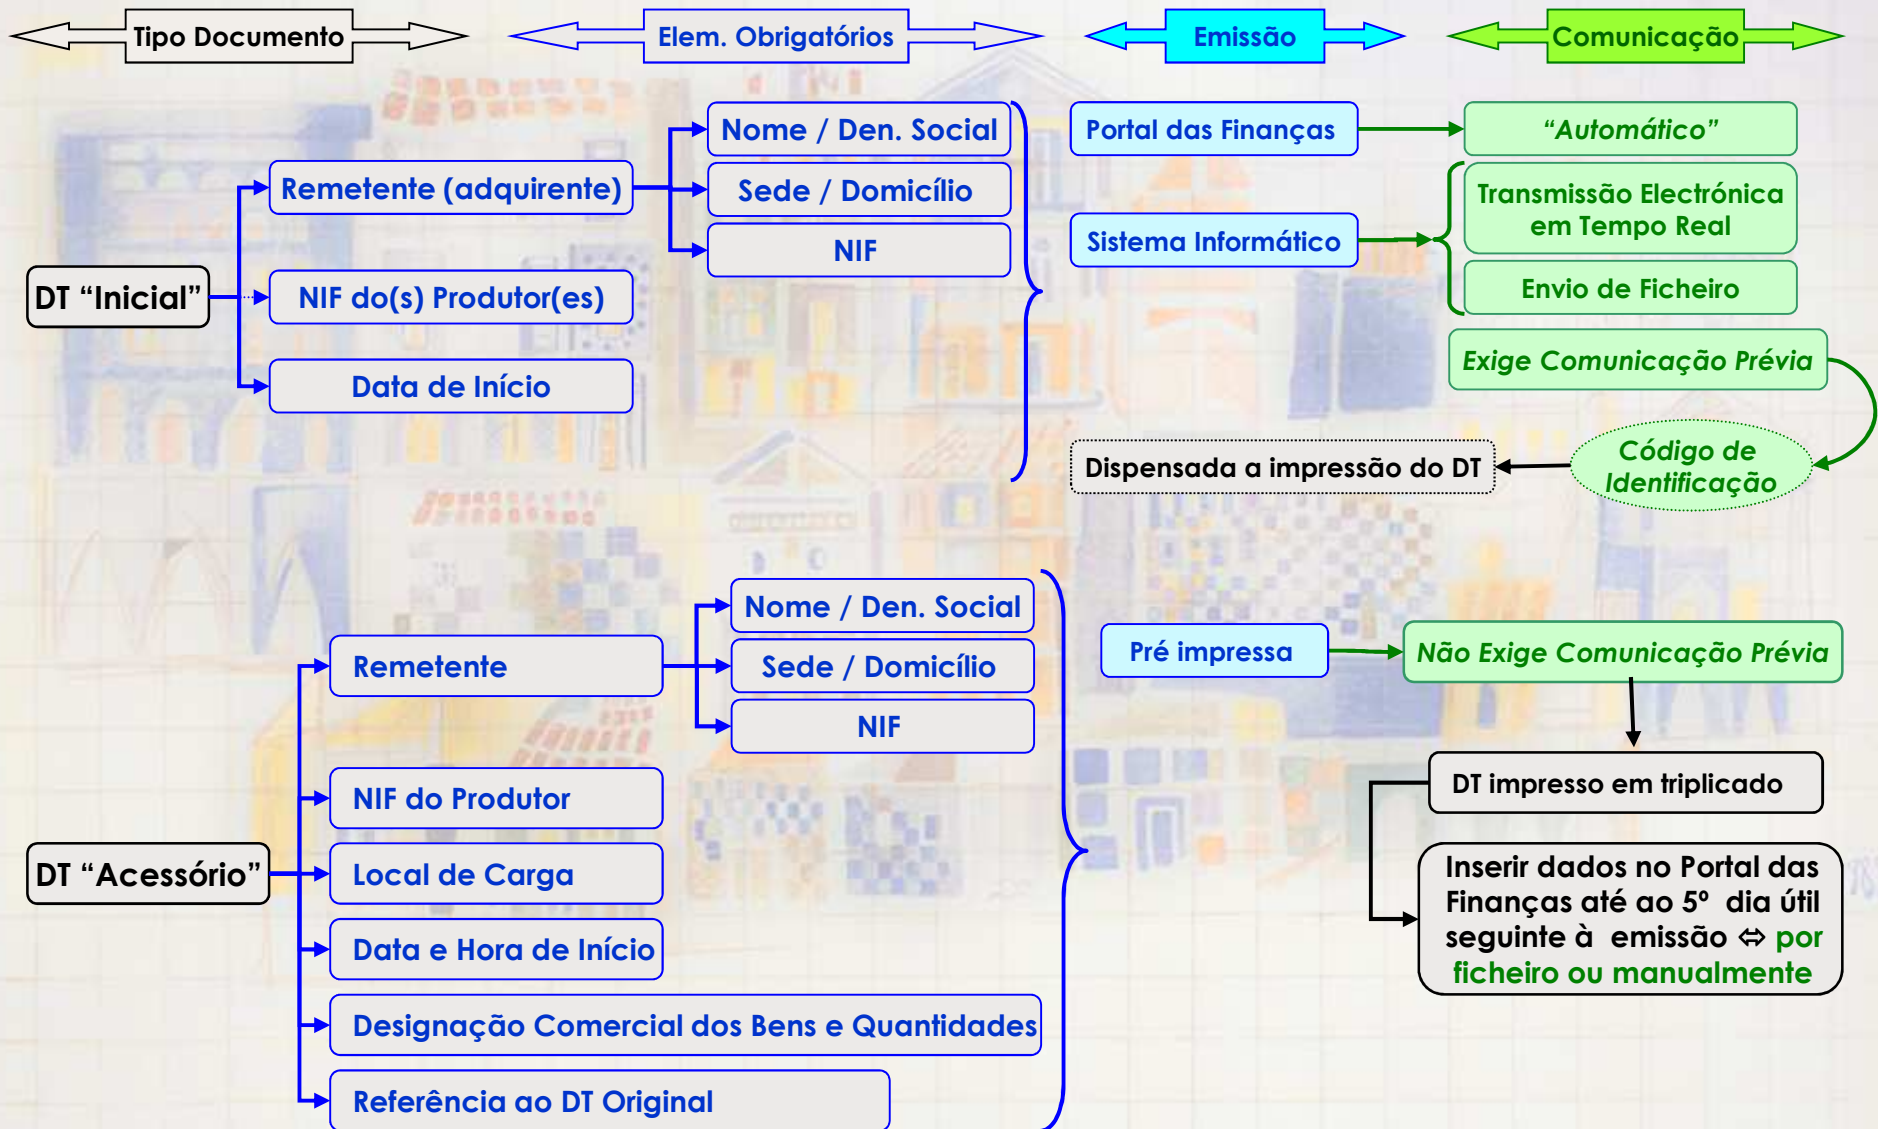 Tipo Documento
Elem. Obrigatórios
Emissão
Comunicação
DT “Inicial”
Remetente (adquirente)
Nome / Den. Social
Sede / Domicílio
NIF
NIF do(s) Produtor(es)
Data de Início
Portal das Finanças
“Automático”
Sistema Informático
Transmissão Electrónica
em Tempo Real
Envio de Ficheiro
Exige Comunicação Prévia
Código de
Identificação
Dispensada a impressão do DT
DT “Acessório”
Remetente
Nome / Den. Social
Sede / Domicílio
NIF
NIF do Produtor
Local de Carga
Data e Hora de Início
Designação Comercial dos Bens e Quantidades
Referência ao DT Original
Pré impressa
Não Exige Comunicação Prévia
DT impresso em triplicado
Inserir dados no Portal das
Finanças até ao 5º dia útil
seguinte à emissão ⇔ por
ficheiro ou manualmente